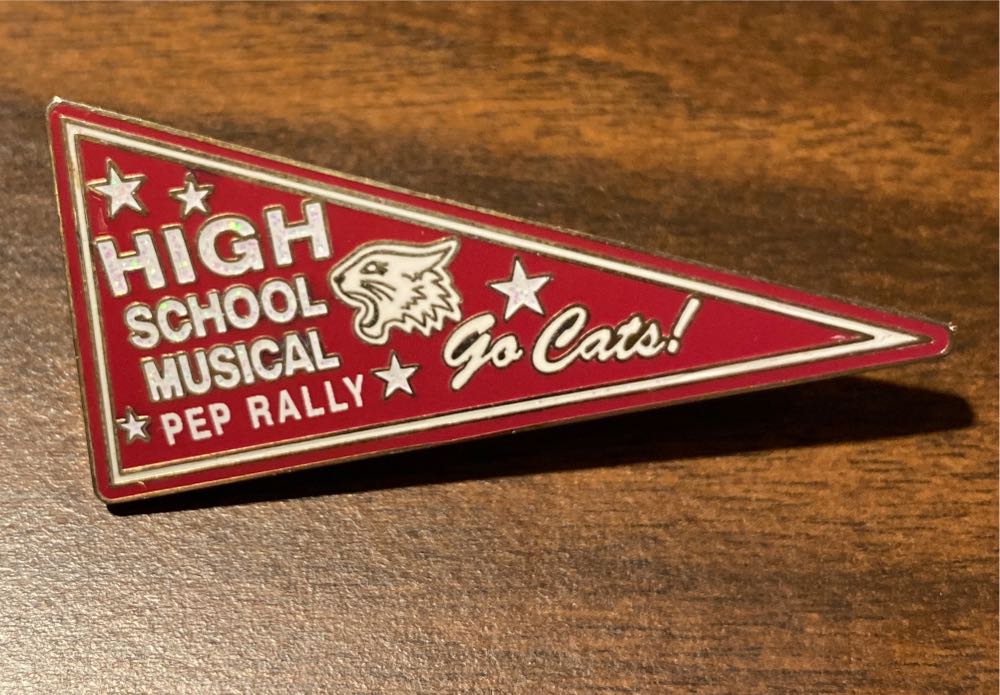 HIGH
SCHOOL
MUSICAL
PEP RALLY
Go Cats!